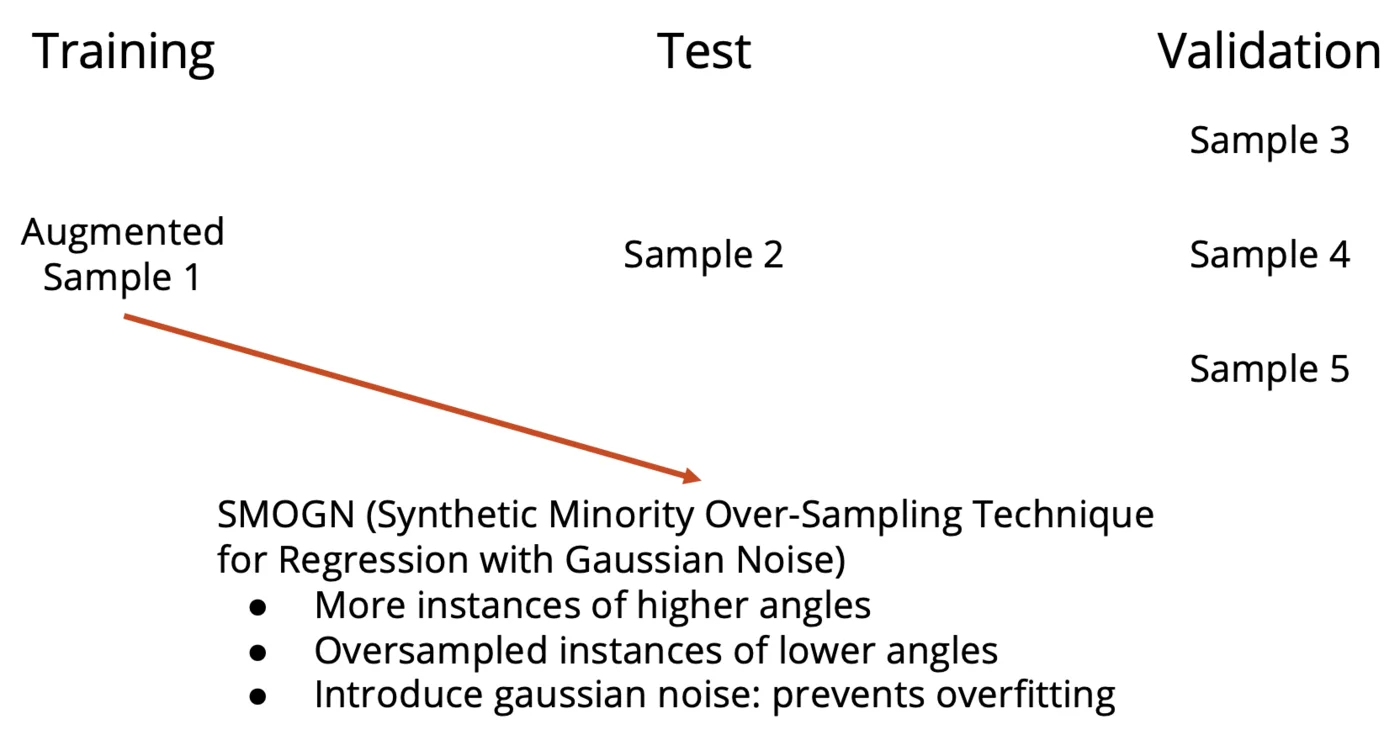 Training
Test
Validation
Sample 3
Augmented
Sample 1
Sample 2
Sample 4
Sample 5
SMOGN (Synthetic Minority Over-Sampling Technique
for Regression with Gaussian Noise)
● More instances of higher angles
● Oversampled instances of lower angles
● Introduce gaussian noise: prevents overfitting